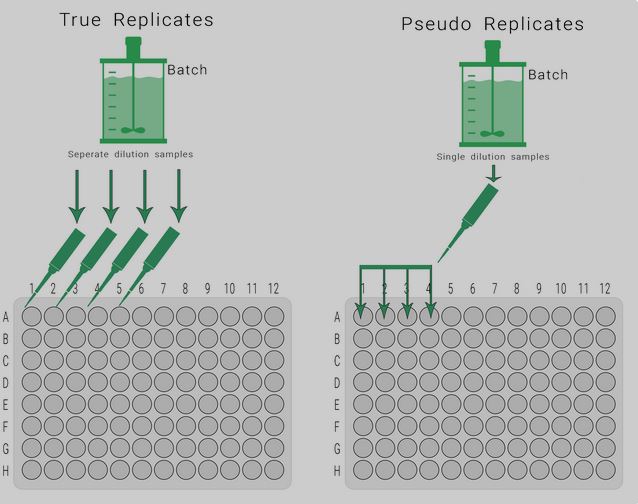 True Replicates
Batch
Seperate dilution samples
1 2 3 4 5 6 7 8 9 10 11 12
A
B
C
D
E
F
G
H
Pseudo Replicates
Batch
Single dilution samples
1 2 3 4 5 6 7 8 9 10 11 12
A
B
C
D
E
F
G
H